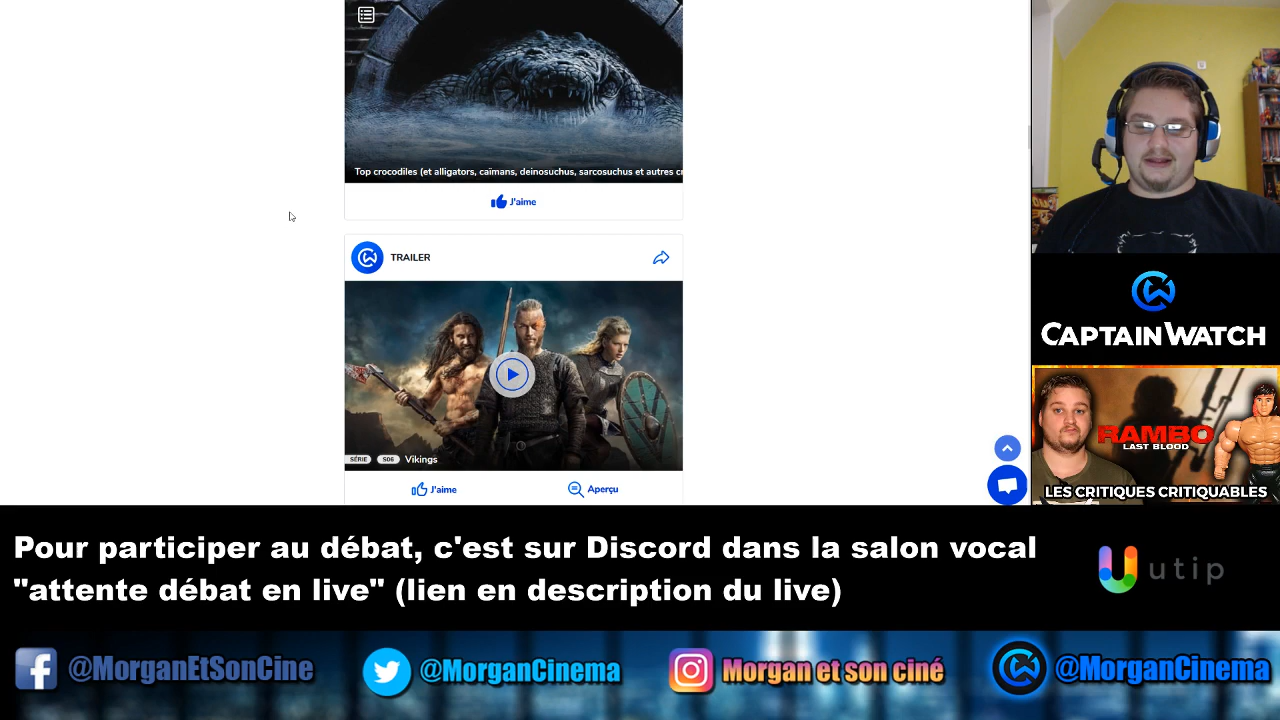 Top crocodiles (et alligators, caïmans, deinosuchus, sarcosuchus et autres cr
J'aime
TRAILER
SÉRIE S06 Vikings
J'aime Aperçu
CAPTAINWATCH
RAMBO
LAST BLOOD
LES CRITIQUES CRITIQUABLES
Pour participer au débat, c'est sur Discord dans la salon vocal
"attente débat en live" (lien en description du live)
utip
@MorganEtSonCine @MorganCinema Morgan et son ciné @MorganCinema